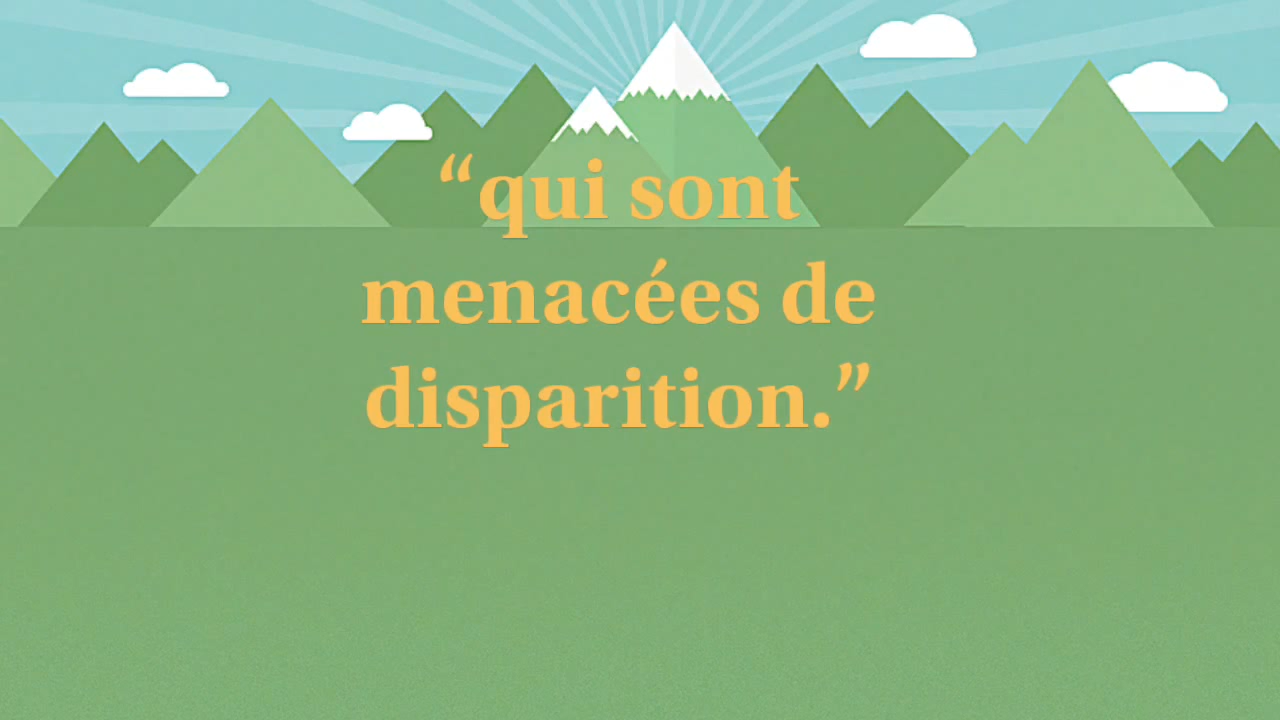 “qui sont
menacées de
disparition.”